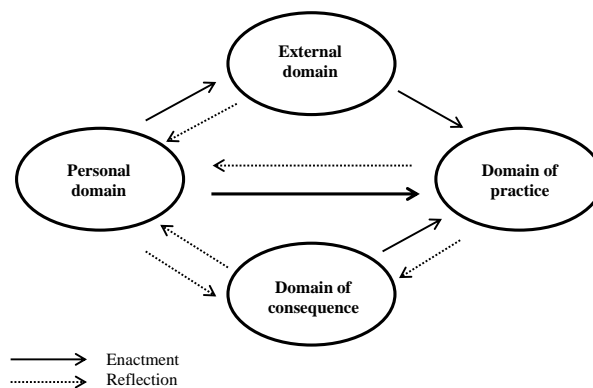 External
domain
Personal
domain
Domain of
practice
Domain of
consequence
Enactment
Reflection